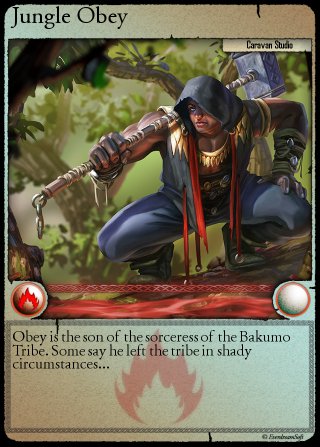 Jungle Obey
Caravan Studio
Obey is the son of the sorceress of the Bakumo
Tribe. Some say he left the tribe in shady
circumstances...
© EverdreamSoft